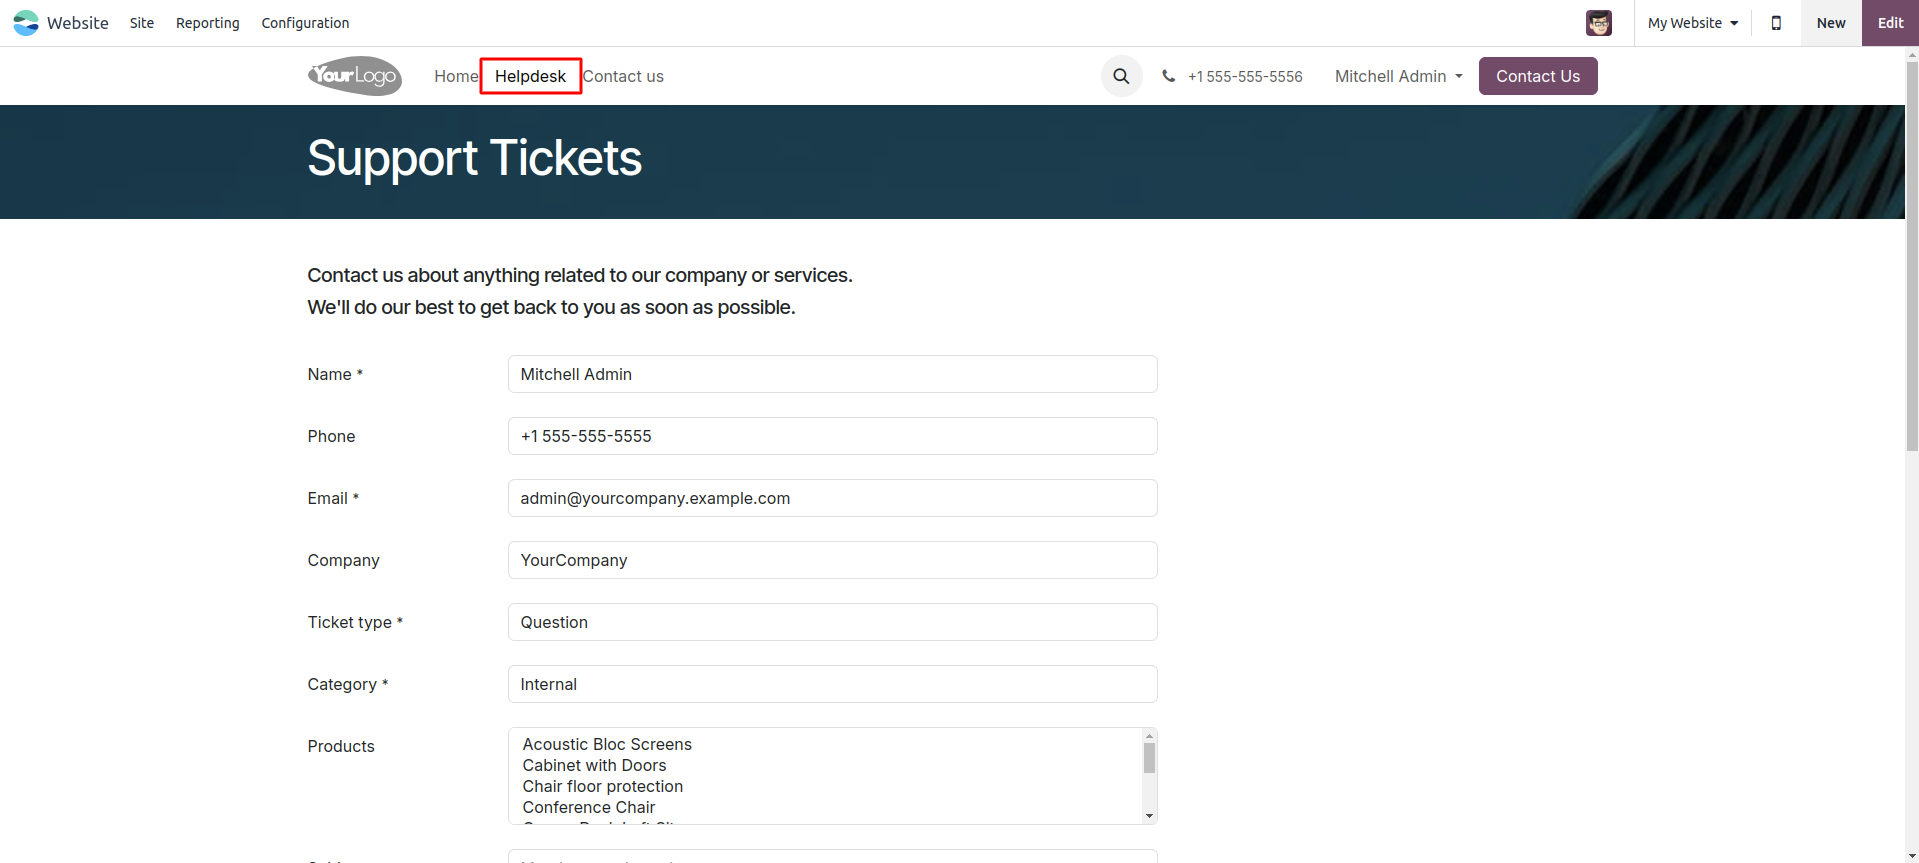 Website Site Reporting Configuration My Website New Edit
YourLogo Home Helpdesk Contact us +1 555-555-5556 Mitchell Admin Contact Us
Support Tickets
Contact us about anything related to our company or services.
We'll do our best to get back to you as soon as possible.
Name * Mitchell Admin
Phone +1 555-555-5555
Email * admin@yourcompany.example.com
Company YourCompany
Ticket type * Question
Category * Internal
Products Acoustic Bloc Screens
Cabinet with Doors
Chair floor protection
Conference Chair